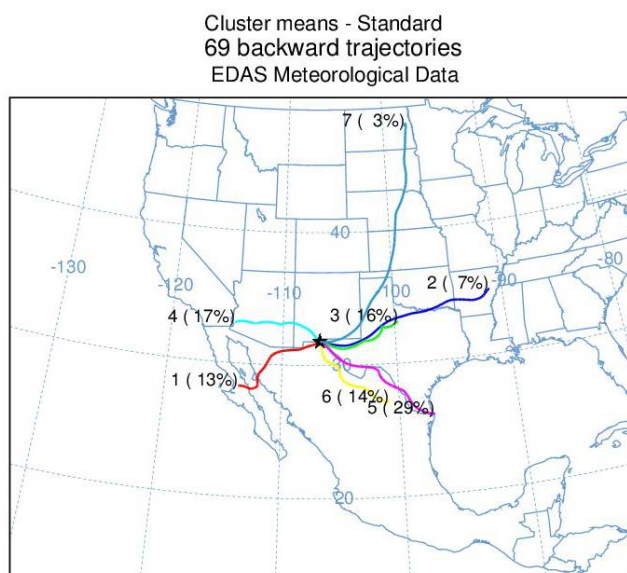 Cluster means - Standard
69 backward trajectories
EDAS Meteorological Data
7 ( 3%)
40
-130
-120
-110
-100
2 ( 7%)
-90
-80
4 ( 17%)
3 ( 16%)
30
1 ( 13%)
6 ( 14%)
5 ( 29%)
20